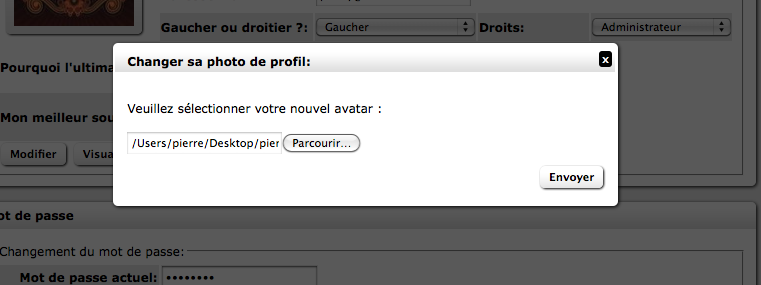 Gaucher ou droitier ?: Gaucher Droits: Administrateur
Changer sa photo de profil: x
Pourquoi l'ultima
Veuillez sélectionner votre nouvel avatar :
Mon meilleur sou
/Users/pierre/Desktop/pier Parcourir...
Modifier Visua
Envoyer
ot de passe
Changement du mot de passe:
Mot de passe actuel: ••••••••